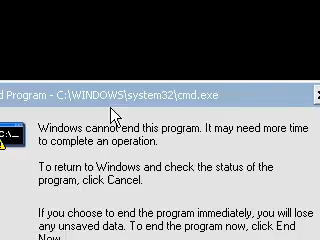 d Program - C:\WINDOWS\system32\cmd.exe
C:\_
Windows cannot end this program. It may need more time
to complete an operation.
To return to Windows and check the status of the
program, click Cancel.
If you choose to end the program immediately, you will lose
any unsaved data. To end the program now, click End
Now.